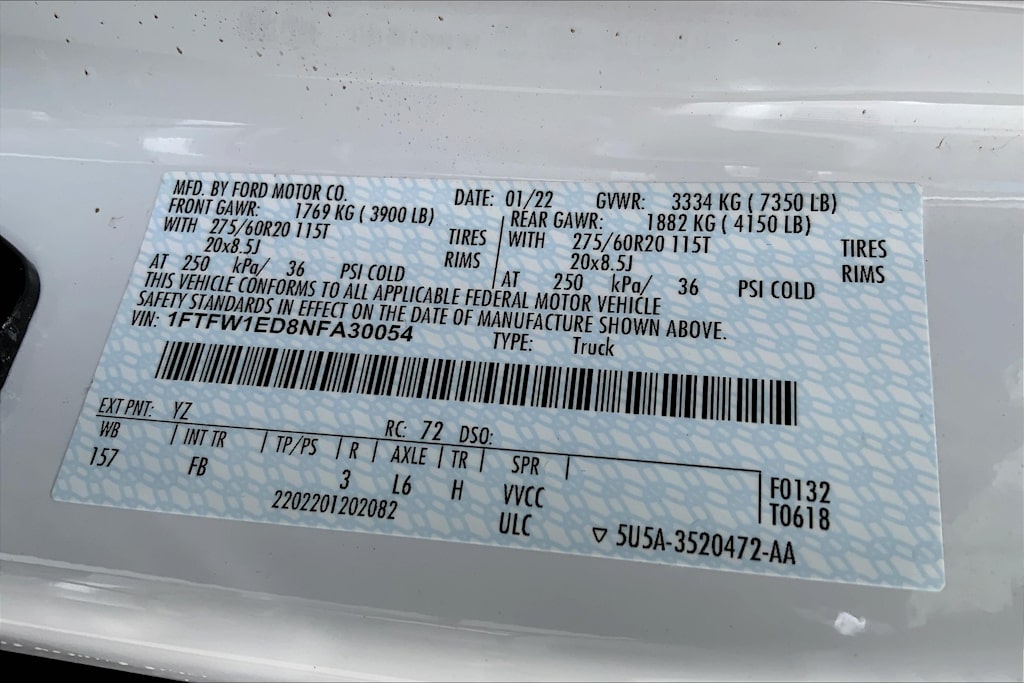 MFD. BY FORD MOTOR CO. DATE: 01/22 GVWR: 3334 KG ( 7350 LB)
FRONT GAWR: 1769 KG ( 3900 LB) REAR GAWR: 1882 KG ( 4150 LB)
WITH 275/60R20 115T TIRES WITH 275/60R20 115T TIRES
20x8.5J RIMS 20x8.5J RIMS
AT 250 kPa/ 36 PSI COLD AT 250 kPa/ 36 PSI COLD
THIS VEHICLE CONFORMS TO ALL APPLICABLE FEDERAL MOTOR VEHICLE
SAFETY STANDARDS IN EFFECT ON THE DATE OF MANUFACTURE SHOWN ABOVE.
VIN: 1FTFW1ED8NFA30054 TYPE: Truck
EXT PNT: YZ RC: 72 DSO:
WB INT TR TP/PS R AXLE TR SPR
157 FB 3 L6 H VVCC F0132
2202201202082 ULC T0618
▽ 5U5A-3520472-AA